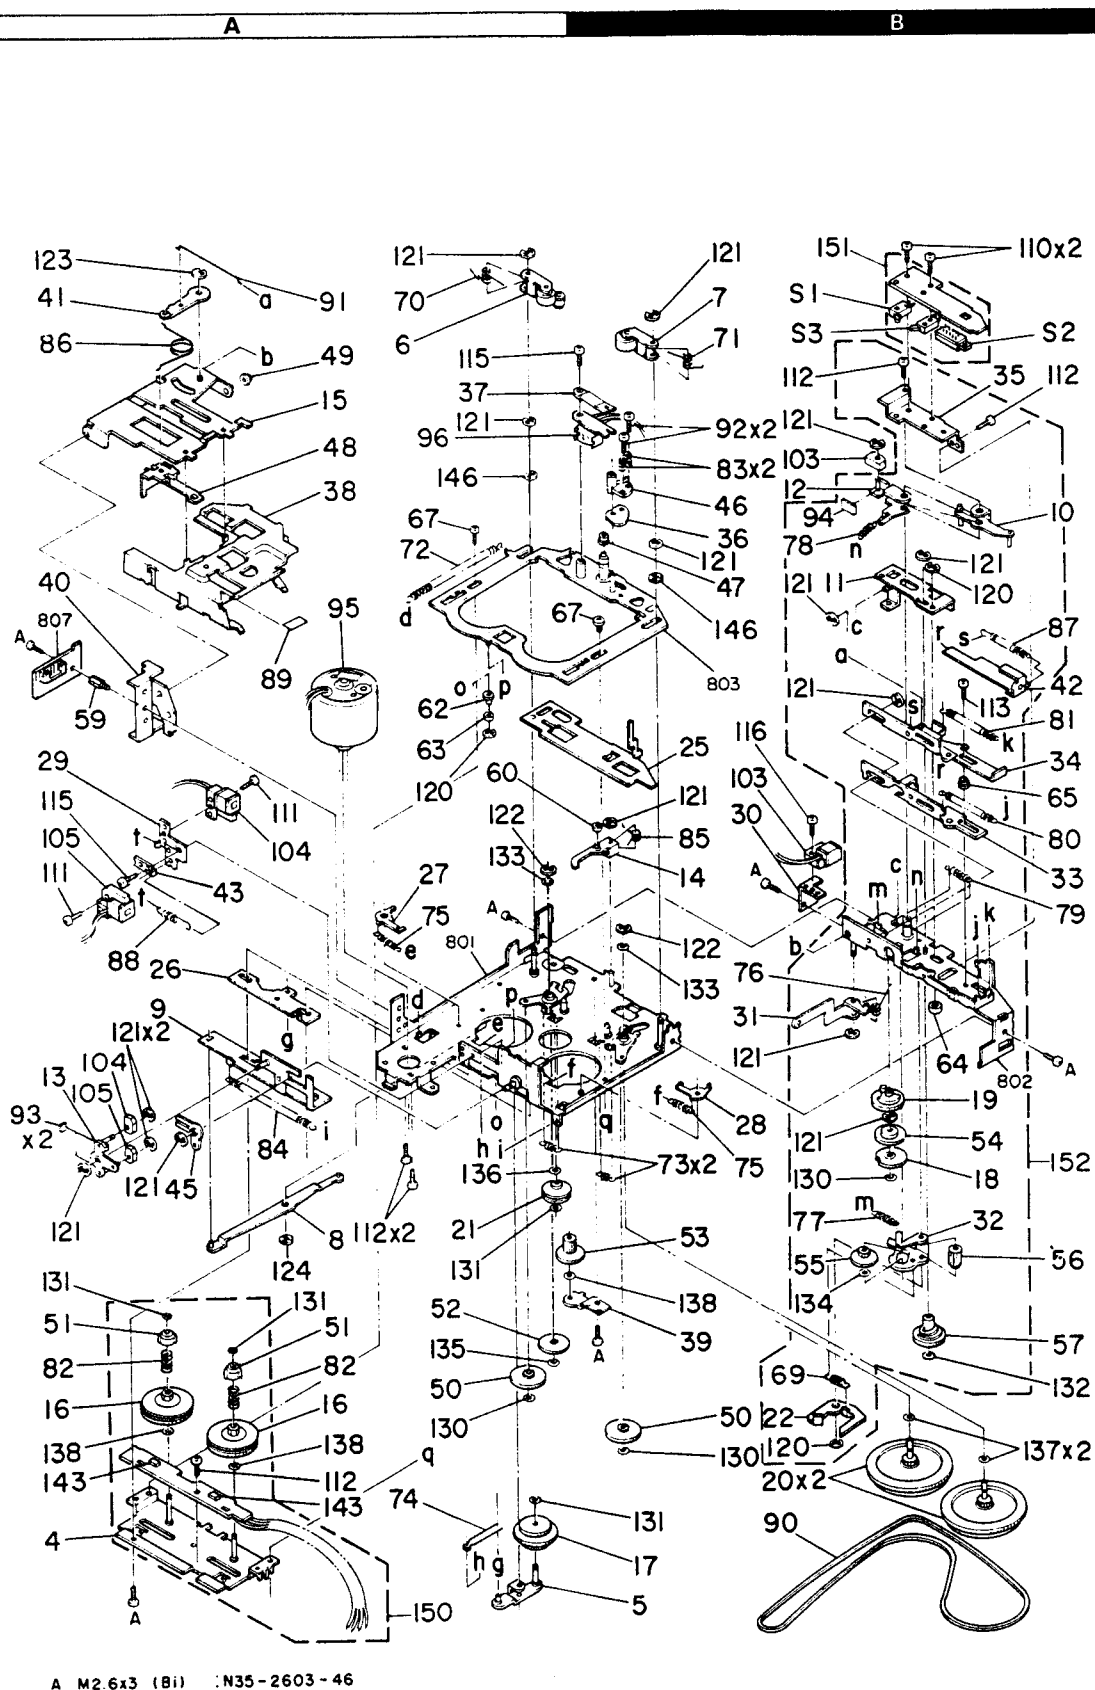 A B
123
41
86
a
91
b
49
15
48
38
121
70
6
115
37
121
96
146
67
72
d
121
7
71
92x2
83x2
46
36
121
47
67
146
803
151
110x2
S1
S3
S2
112
35
112
121
103
12
94
78
n
10
121
11
120
121
c
r
s
87
a
42
121
s
113
81
k
34
r
65
j
80
33
79
40
807
A
59
89
95
o
p
62
63
120
25
29
115
105
111
t
111
104
43
t
88
60
121
122
85
133
14
116
103
30
A
c
m
n
b
j
k
27
75
e
A
801
122
133
76
31
121
64
802
A
26
9
121x2
104
13
105
93
x2
g
d
p
e
f
o
h i
q
f
28
75
84
i
121
45
121
8
124
112x2
136
73x2
21
131
53
138
39
A
19
121
54
130
18
152
m
77
32
55
56
134
57
132
131
51
82
16
138
143
131
51
82
16
138
112
143
q
52
135
50
130
50
130
69
22
120
137x2
20x2
90
4
A
150
74
h g
131
17
5
A M2.6x3 (Bi) :N35-2603-46